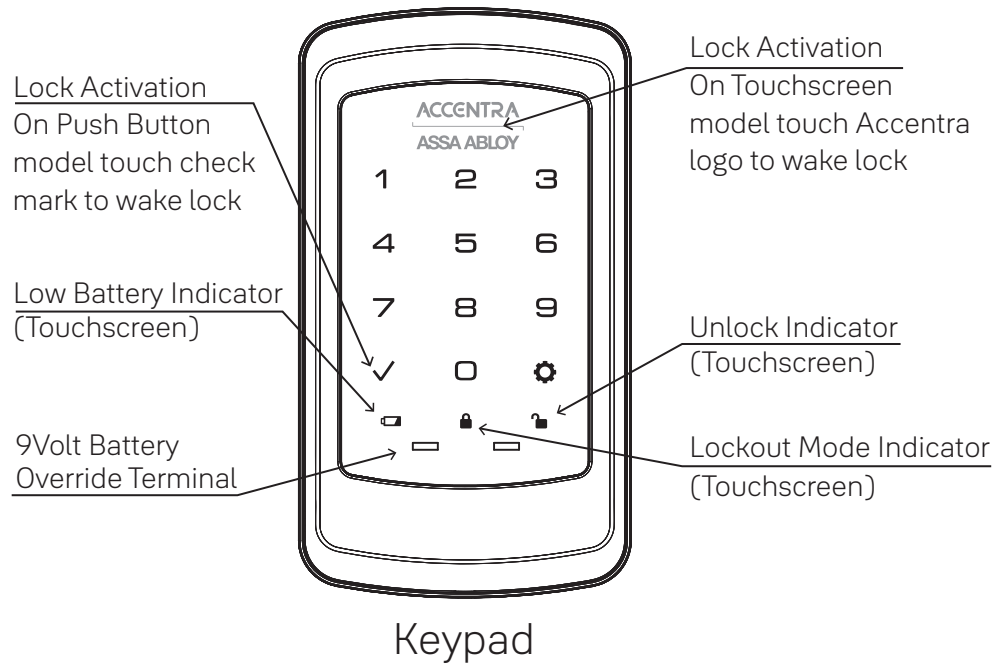 Lock Activation
On Push Button
model touch check
mark to wake lock
Low Battery Indicator
(Touchscreen)
9Volt Battery
Override Terminal
ACCENTRA
ASSA ABLOY
1 2 3
4 5 6
7 8 9
0
Lock Activation
On Touchscreen
model touch Accentra
logo to wake lock
Unlock Indicator
(Touchscreen)
Lockout Mode Indicator
(Touchscreen)
Keypad